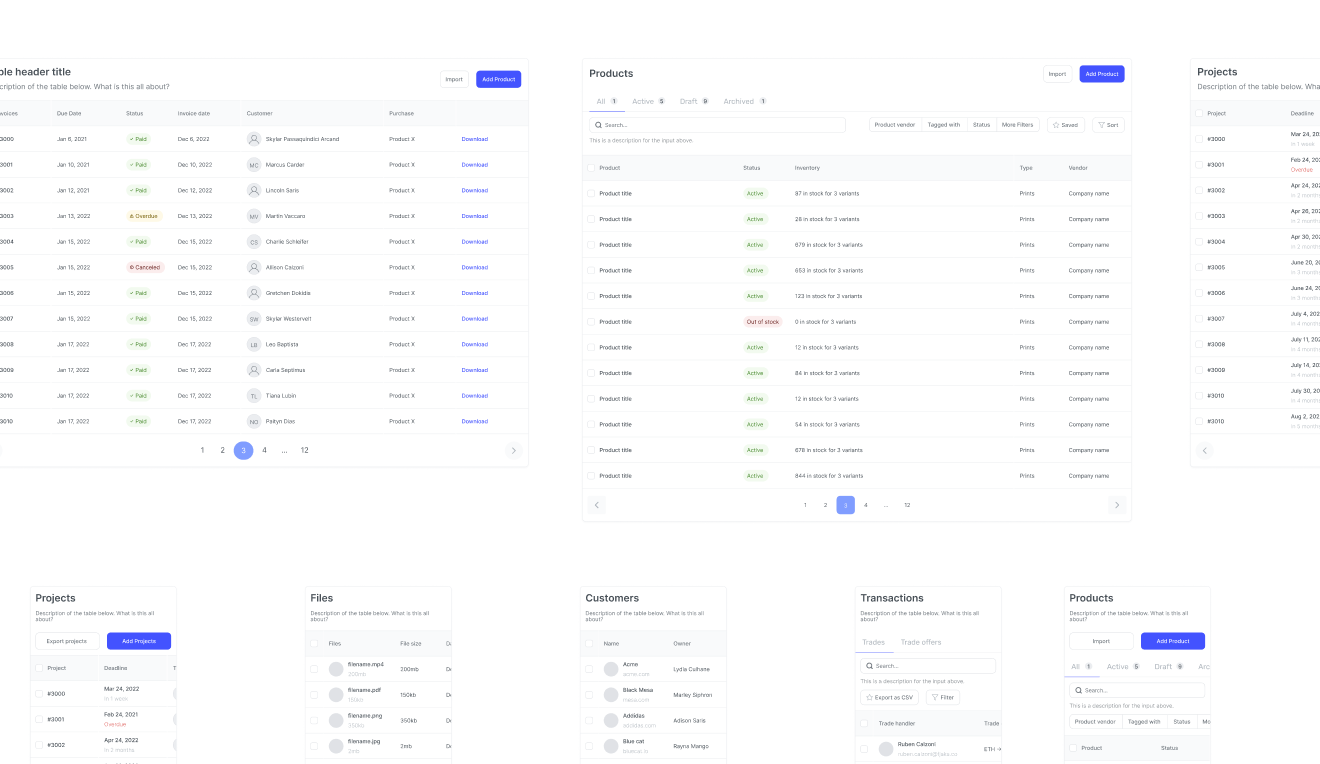 ble header title
cription of the table below. What is this all about?
Import Add Product
voices Due Date Status Invoice date Customer Purchase
3000 Jan 6, 2021 Paid Dec 6, 2022 Skylar Passaquindici Arcand Product X Download
3001 Jan 10, 2021 Paid Dec 10, 2022 MC Marcus Carder Product X Download
3002 Jan 12, 2021 Paid Dec 12, 2022 Lincoln Saris Product X Download
3003 Jan 13, 2022 Overdue Dec 13, 2022 MV Martin Vaccaro Product X Download
3004 Jan 15, 2022 Paid Dec 15, 2022 CS Charlie Schleifer Product X Download
3005 Jan 15, 2022 Canceled Dec 15, 2022 Allison Calzoni Product X Download
3006 Jan 15, 2022 Paid Dec 15, 2022 Gretchen Dokidis Product X Download
3007 Jan 15, 2022 Paid Dec 15, 2022 SW Skylar Westervelt Product X Download
3008 Jan 17, 2022 Paid Dec 17, 2022 LB Leo Baptista Product X Download
3009 Jan 17, 2022 Paid Dec 17, 2022 Carla Septimus Product X Download
3010 Jan 17, 2022 Paid Dec 17, 2022 TL Tiana Lubin Product X Download
3010 Jan 17, 2022 Paid Dec 17, 2022 Paityn Dias Product X Download
1 2 3 4 ... 12
Products
Import Add Product
All 1 Active 5 Draft 9 Archived 1
Search... Product vendor Tagged with Status More Filters Saved Sort
This is a description for the input above.
Product Status Inventory Type Vendor
Product title Active 87 in stock for 3 variants Prints Company name
Product title Active 28 in stock for 3 variants Prints Company name
Product title Active 679 in stock for 3 variants Prints Company name
Product title Active 653 in stock for 3 variants Prints Company name
Product title Active 123 in stock for 2 variants Prints Company name
Product title Out of stock 0 in stock for 3 variants Prints Company name
Product title Active 12 in stock for 3 variants Prints Company name
Product title Active 84 in stock for 2 variants Prints Company name
Product title Active 12 in stock for 3 variants Prints Company name
Product title Active 54 in stock for 3 variants Prints Company name
Product title Active 678 in stock for 2 variants Prints Company name
Product title Active 844 in stock for 3 variants Prints Company name
1 2 3 4 ... 12
Projects
Description of the table below. What is this
Project Deadline
#3000 Mar 24, 20
In 1 week
#3001 Feb 24, 202
Overdue
#3002 Apr 24, 202
In 2 months
#3003 Apr 26, 202
In 2 months
#3004 Apr 30, 202
In 2 months
#3005 June 20, 20
In 3 months
#3006 June 24, 20
In 3 months
#3007 July 4, 202
In 4 months
#3008 July 11, 202
In 4 months
#3009 July 14, 202
In 4 months
#3010 July 30, 20
In 4 months
#3010 Aug 2, 202
In 5 months
Projects
Description of the table below. What is this all
about?
Export projects Add Projects
Project Deadline T
#3000 Mar 24, 2022
In 1 week
#3001 Feb 24, 2021
Overdue
#3002 Apr 24, 2022
In 2 months
Files
Description of the table below. What is this all
about?
Files File size Da
filename.mp4 200mb De
200mb
filename.pdf 150kb De
150kb
filename.png 350kb De
350kb
filename.jpg 2mb De
2mb
Customers
Description of the table below. What is this all
about?
Name Owner
Acme Lydia Culhane
acme.com
Black Mesa Marley Siphron
mesa.com
Addidas Adison Saris
addidas.com
Blue cat Rayna Mango
bluecat.io
Transactions
Description of the table below. What is this all
about?
Trades Trade offers
Search...
This is a description for the input above.
Export as CSV Filter
Trade handler Trade
Ruben Calzoni ETH
Products
Description of the table below. What is this all
about?
Import Add Product
All 1 Active 5 Draft 9 Arc
Search...
This is a description for the input above.
Product vendor Tagged with Status Mo
Product Status